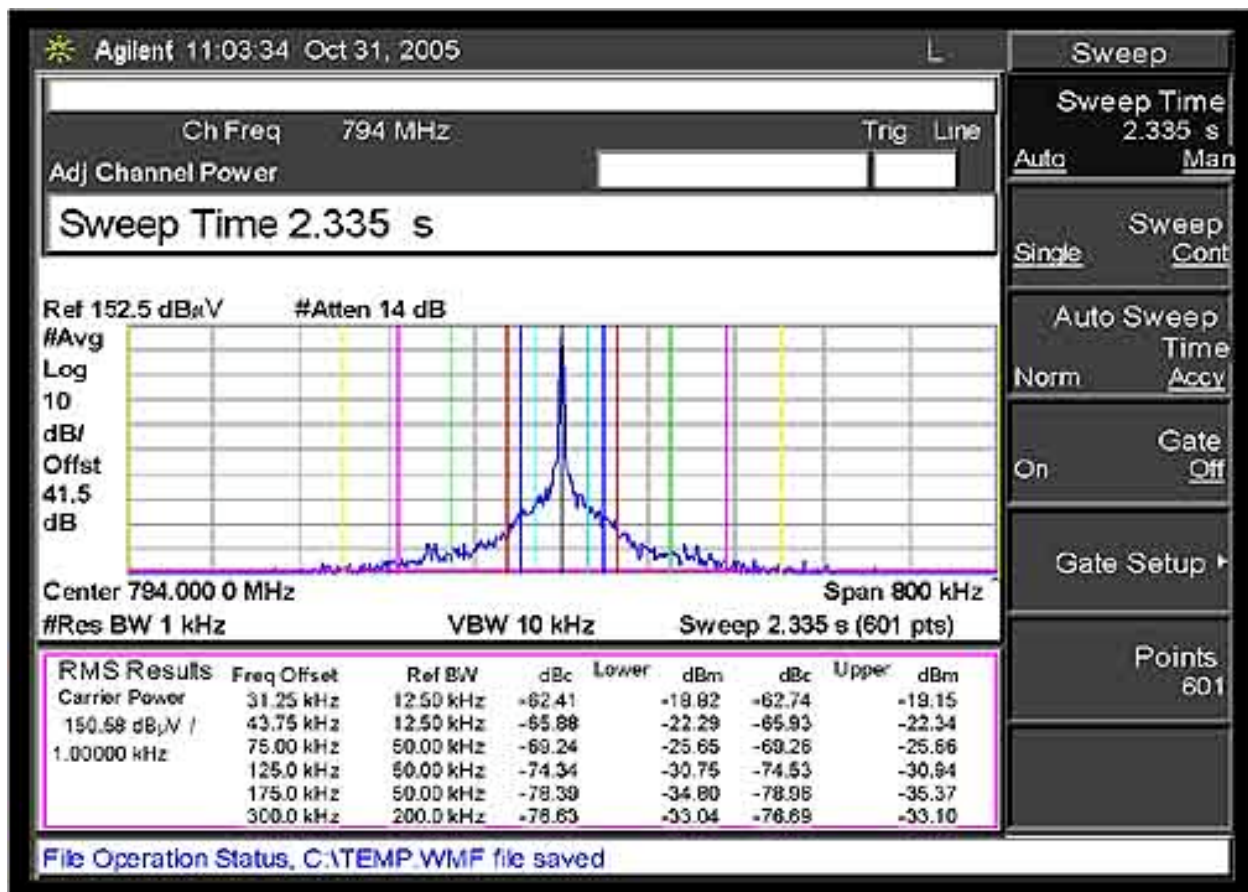 Agilent 11:03:34 Oct 31, 2005 L
Ch Freq 794 MHz Trig Line
Adj Channel Power
Sweep Time 2.335 s
Ref 152.5 dBµV #Atten 14 dB
#Avg
Log
10
dB/
Offst
41.5
dB
Center 794.000 0 MHz Span 800 kHz
#Res BW 1 kHz VBW 10 kHz Sweep 2.335 s (601 pts)
RMS Results Freq Offset Ref BW dBc Lower dBm dBc Upper dBm
Carrier Power 31.25 kHz 12.50 kHz -62.41 -18.82 -62.74 -19.15
150.58 dBµV / 43.75 kHz 12.50 kHz -65.88 -22.29 -65.93 -22.34
1.00000 kHz 75.00 kHz 50.00 kHz -69.24 -25.65 -69.26 -25.66
125.0 kHz 50.00 kHz -74.34 -30.75 -74.53 -30.94
175.0 kHz 50.00 kHz -78.39 -34.80 -78.96 -35.37
300.0 kHz 200.0 kHz -76.63 -33.04 -76.69 -33.10
File Operation Status, C:\TEMP.WMF file saved
Sweep
Sweep Time
2.335 s
Auto Man
Sweep
Single Cont
Auto Sweep
Time
Norm Accy
Gate
On Off
Gate Setup
Points
601